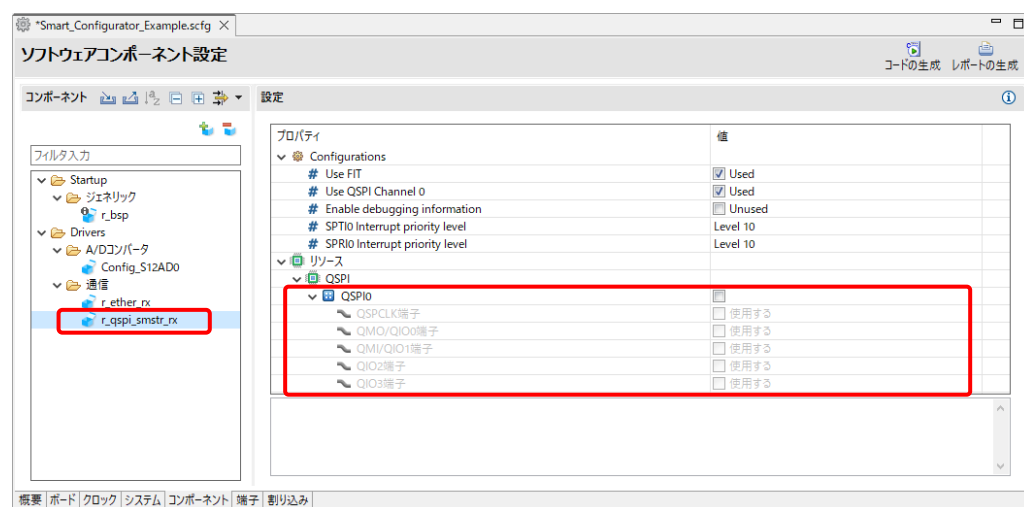 *Smart_Configurator_Example.scfg
ソフトウェアコンポーネント設定
コードの生成 レポートの生成
コンポーネント
設定
フィルタ入力
Startup
ジェネリック
r_bsp
Drivers
A/Dコンバータ
Config_S12AD0
通信
r_ether_rx
r_qspi_smstr_rx
プロパティ 値
Configurations
# Use FIT Used
# Use QSPI Channel 0 Used
# Enable debugging information Unused
# SPTI0 Interrupt priority level Level 10
# SPRI0 Interrupt priority level Level 10
リソース
QSPI
QSPI0
QSPCLK端子 使用する
QMO/QIO0端子 使用する
QMI/QIO1端子 使用する
QIO2端子 使用する
QIO3端子 使用する
概要 ボード クロック システム コンポーネント 端子 割り込み